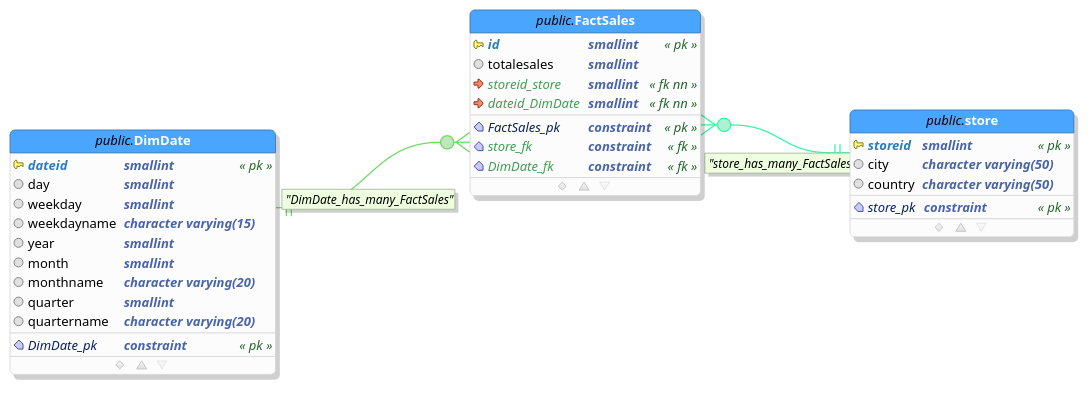 public.FactSales
id smallint « pk »
totalesales smallint
storeid_store smallint « fk nn »
dateid_DimDate smallint « fk nn »
FactSales_pk constraint « pk »
store_fk constraint « fk »
DimDate_fk constraint « fk »
public.DimDate
dateid smallint « pk »
day smallint
weekday smallint
weekdayname character varying(15)
year smallint
month smallint
monthname character varying(20)
quarter smallint
quartername character varying(20)
DimDate_pk constraint « pk »
"DimDate_has_many_FactSales"
"store_has_many_FactSales
public.store
storeid smallint « pk »
city character varying(50)
country character varying(50)
store_pk constraint « pk »